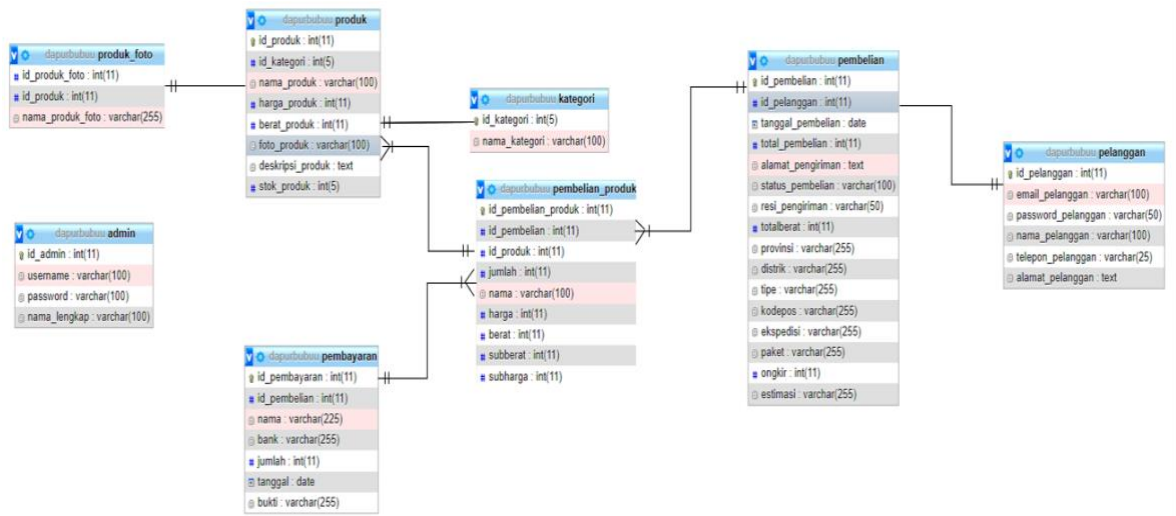 dapurbubuu produk_foto
id_produk_foto : int(11)
id_produk : int(11)
nama_produk_foto : varchar(255)
dapurbubuu produk
id_produk : int(11)
id_kategori : int(5)
nama_produk : varchar(100)
harga_produk : int(11)
berat_produk : int(11)
foto_produk : varchar(100)
deskripsi_produk : text
stok_produk : int(5)
dapurbubuu kategori
id_kategori : int(5)
nama_kategori : varchar(100)
dapurbubuu pembelian
id_pembelian : int(11)
id_pelanggan : int(11)
tanggal_pembelian : date
total_pembelian : int(11)
alamat_pengiriman : text
status_pembelian : varchar(100)
resi_pengiriman : varchar(50)
totalberat : int(11)
provinsi : varchar(255)
distrik : varchar(255)
tipe : varchar(255)
kodepos : varchar(255)
ekspedisi : varchar(255)
paket : varchar(255)
ongkir : int(11)
estimasi : varchar(255)
dapurbubuu pelanggan
id_pelanggan : int(11)
email_pelanggan : varchar(100)
password_pelanggan : varchar(50)
nama_pelanggan : varchar(100)
telepon_pelanggan : varchar(25)
alamat_pelanggan : text
dapurbubuu pembelian_produk
id_pembelian_produk : int(11)
id_pembelian : int(11)
id_produk : int(11)
jumlah : int(11)
nama : varchar(100)
harga : int(11)
berat : int(11)
subberat : int(11)
subharga : int(11)
dapurbubuu admin
id_admin : int(11)
username : varchar(100)
password : varchar(100)
nama_lengkap : varchar(100)
dapurbubuu pembayaran
id_pembayaran : int(11)
id_pembelian : int(11)
nama : varchar(225)
bank : varchar(255)
jumlah : int(11)
tanggal : date
bukti : varchar(255)